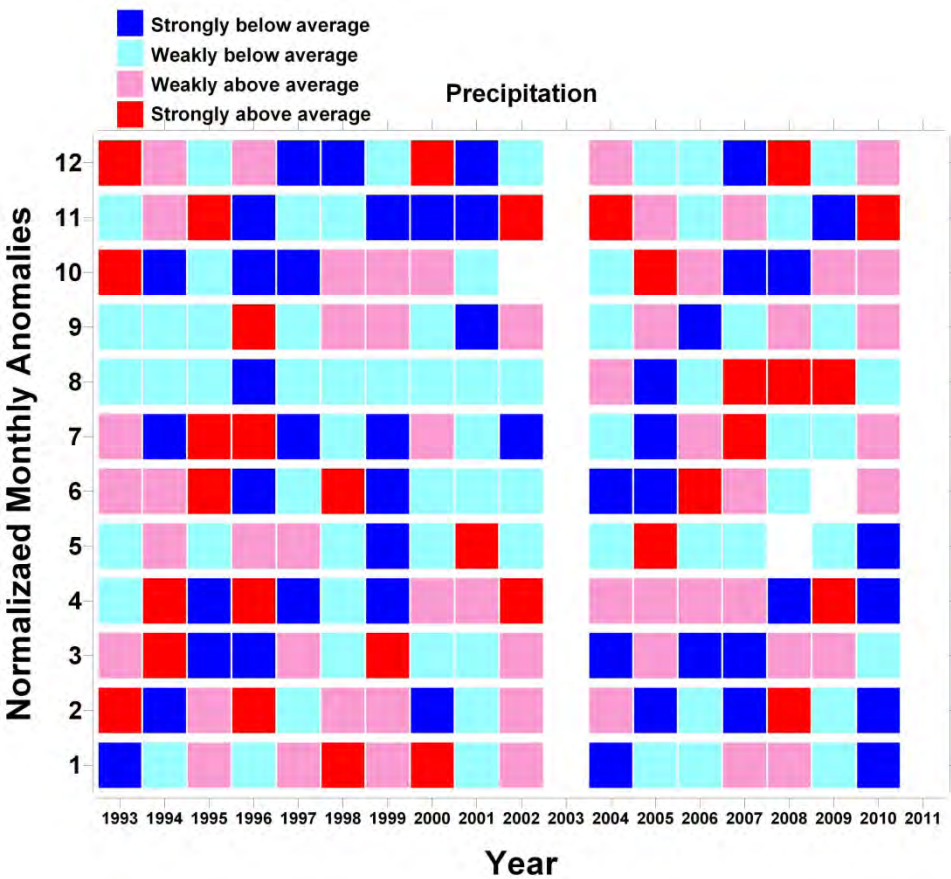 Strongly below average
Weakly below average
Weakly above average
Strongly above average
Precipitation
Normalizaed Monthly Anomalies
12
11
10
9
8
7
6
5
4
3
2
1
1993 1994 1995 1996 1997 1998 1999 2000 2001 2002 2003 2004 2005 2006 2007 2008 2009 2010 2011
Year